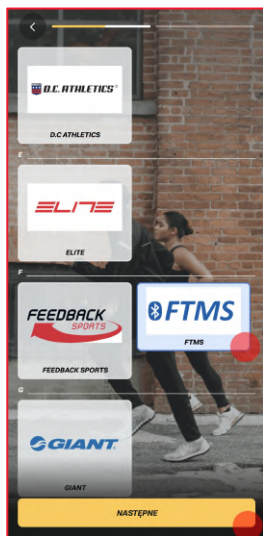 D.C. ATHLETICS
D.C ATHLETICS
E
ELITE
ELITE
F
FEEDBACK
SPORTS
FTMS
FEEDBACK SPORTS
FTMS
G
GIANT
GIANT
NASTĘPNE